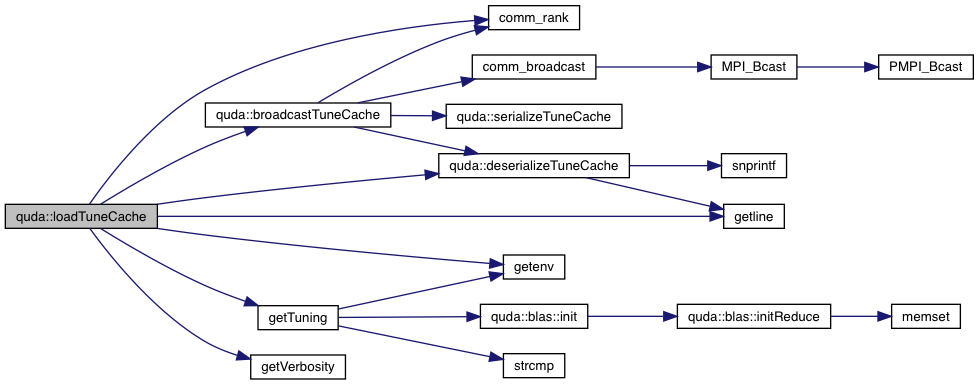 comm_rank
comm_broadcast
MPI_Bcast
PMPI_Bcast
quda::broadcastTuneCache
quda::serializeTuneCache
quda::deserializeTuneCache
snprintf
quda::loadTuneCache
getline
getenv
getTuning
quda::blas::init
quda::blas::initReduce
memset
getVerbosity
strcmp